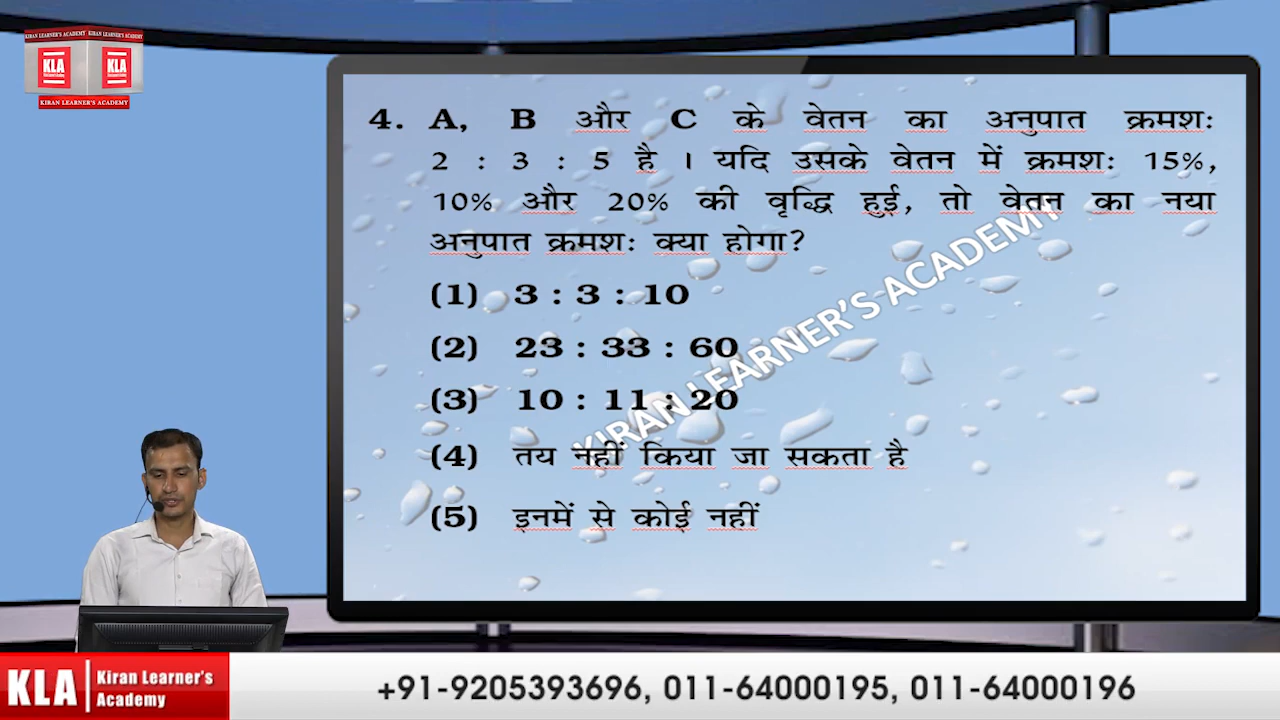 KIRAN LEARNER'S ACADEMY KIRAN LEARNER'S ACADEMY
KLA KLA
KIRAN LEARNER'S ACADEMY
4. A, B और C के वेतन का अनुपात क्रमशः
2 : 3 : 5 है । यदि उसके वेतन में क्रमशः 15%,
10% और 20% की वृद्धि हुई, तो वेतन का नया
अनुपात क्रमशः क्या होगा?
(1) 3 : 3 : 10
(2) 23 : 33 : 60
(3) 10 : 11 : 20
(4) तय नहीं किया जा सकता है
(5) इनमें से कोई नहीं
KIRAN LEARNER'S ACADEMY
KLA Kiran Learner's
Academy
+91-9205393696, 011-64000195, 011-64000196